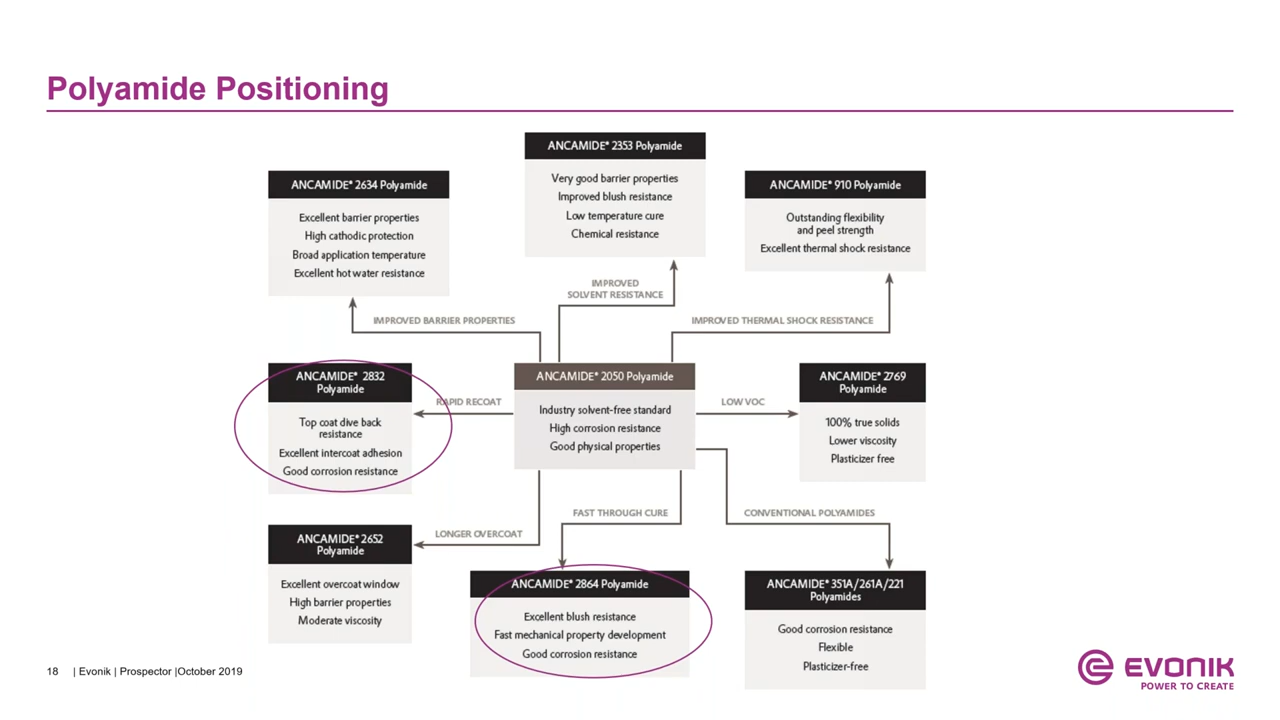 Polyamide Positioning
ANCAMIDE® 2353 Polyamide
Very good barrier properties
Improved blush resistance
Low temperature cure
Chemical resistance
ANCAMIDE® 2634 Polyamide
Excellent barrier properties
High cathodic protection
Broad application temperature
Excellent hot water resistance
ANCAMIDE® 910 Polyamide
Outstanding flexibility
and peel strength
Excellent thermal shock resistance
IMPROVED
SOLVENT RESISTANCE
IMPROVED BARRIER PROPERTIES
IMPROVED THERMAL SHOCK RESISTANCE
ANCAMIDE® 2832
Polyamide
Top coat dive back
resistance
Excellent intercoat adhesion
Good corrosion resistance
RAPID RECOAT
ANCAMIDE® 2050 Polyamide
Industry solvent-free standard
High corrosion resistance
Good physical properties
LOW VOC
ANCAMIDE® 2769
Polyamide
100% true solids
Lower viscosity
Plasticizer free
LONGER OVERCOAT
FAST THROUGH CURE
CONVENTIONAL POLYAMIDES
ANCAMIDE® 2652
Polyamide
Excellent overcoat window
High barrier properties
Moderate viscosity
ANCAMIDE® 2864 Polyamide
Excellent blush resistance
Fast mechanical property development
Good corrosion resistance
ANCAMIDE® 351A/261A/221
Polyamides
Good corrosion resistance
Flexible
Plasticizer-free
18 | Evonik | Prospector |October 2019
EVONIK
POWER TO CREATE